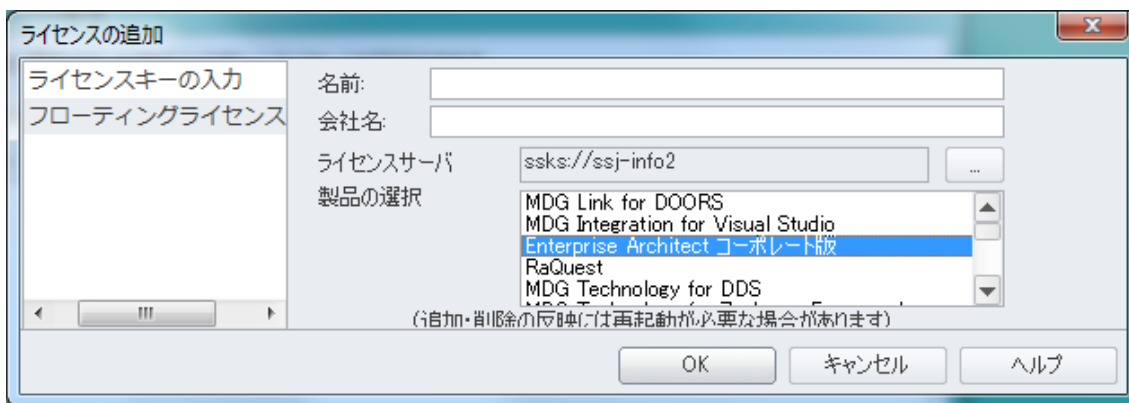 ライセンスの追加
ライセンスキーの入力
フローティングライセンス
名前:
会社名:
ライセンスサーバ
ssks://ssj-info2
...
製品の選択
MDG Link for DOORS
MDG Integration for Visual Studio
Enterprise Architect コーポレート版
RaQuest
MDG Technology for DDS
(追加・削除の反映には再起動が必要な場合があります)
OK
キャンセル
ヘルプ